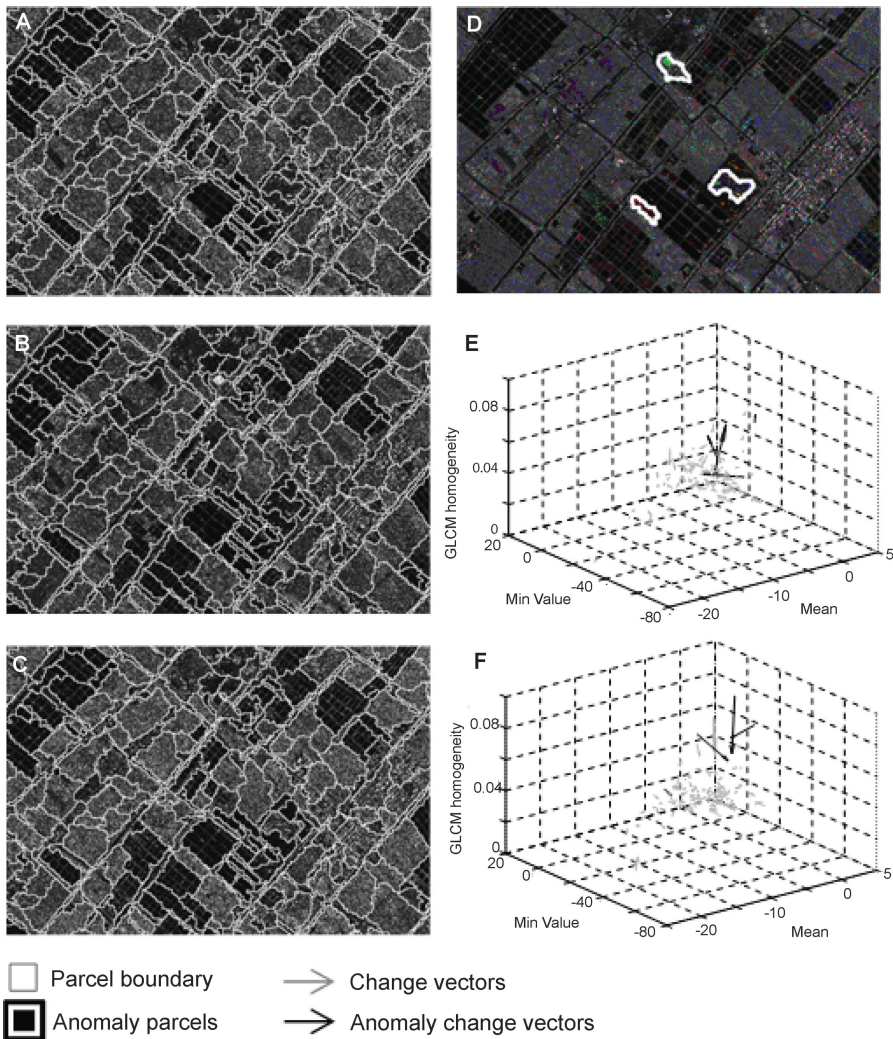 A
D
B
E
0.08
0.04
0
20
0
-40
-80
-20
-10
0
5
GLCM homogeneity
Min Value
Mean
C
F
0.08
0.04
0
20
0
-40
-80
-20
-10
0
5
GLCM homogeneity
Min Value
Mean
Parcel boundary
Change vectors
Anomaly parcels
Anomaly change vectors